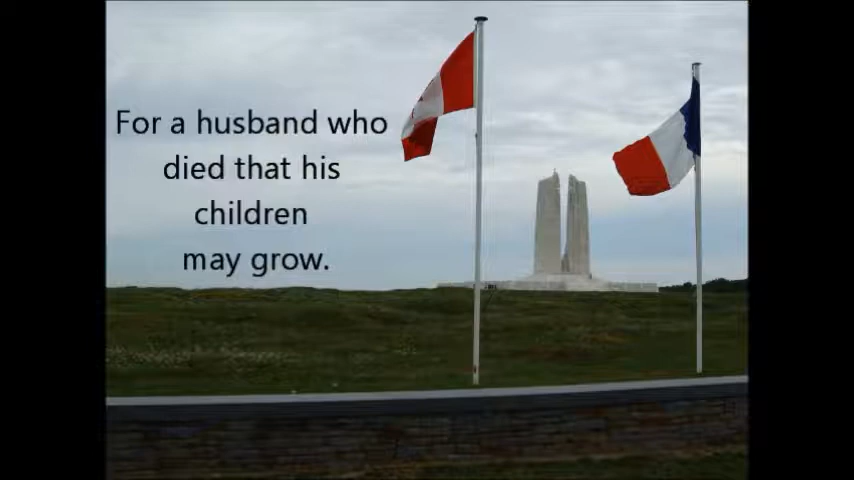 For a husband who
died that his
children
may grow.